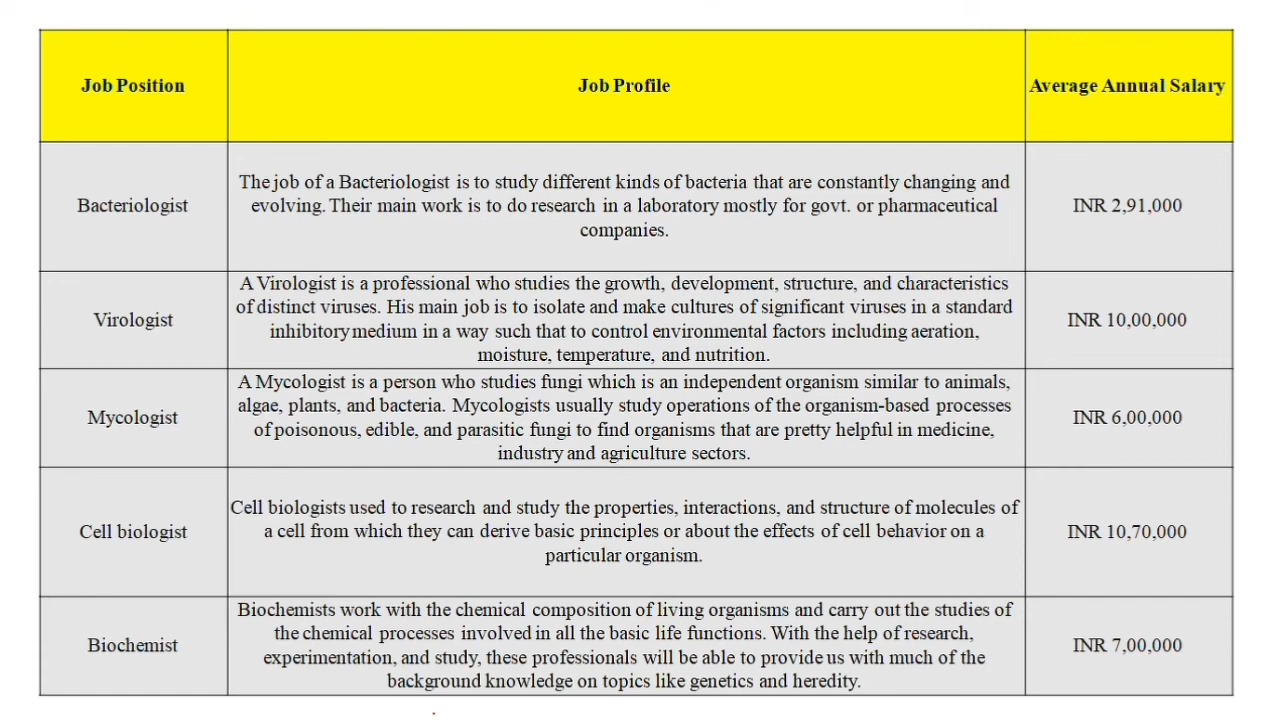 Job Position
Job Profile
Average Annual Salary
Bacteriologist
The job of a Bacteriologist is to study different kinds of bacteria that are constantly changing and
evolving. Their main work is to do research in a laboratory mostly for govt. or pharmaceutical
companies.
INR 2,91,000
Virologist
A Virologist is a professional who studies the growth, development, structure, and characteristics
of distinct viruses. His main job is to isolate and make cultures of significant viruses in a standard
inhibitory medium in a way such that to control environmental factors including aeration,
moisture, temperature, and nutrition.
INR 10,00,000
Mycologist
A Mycologist is a person who studies fungi which is an independent organism similar to animals,
algae, plants, and bacteria. Mycologists usually study operations of the organism-based processes
of poisonous, edible, and parasitic fungi to find organisms that are pretty helpful in medicine,
industry and agriculture sectors.
INR 6,00,000
Cell biologist
Cell biologists used to research and study the properties, interactions, and structure of molecules of
a cell from which they can derive basic principles or about the effects of cell behavior on a
particular organism.
INR 10,70,000
Biochemist
Biochemists work with the chemical composition of living organisms and carry out the studies of
the chemical processes involved in all the basic life functions. With the help of research,
experimentation, and study, these professionals will be able to provide us with much of the
background knowledge on topics like genetics and heredity.
INR 7,00,000